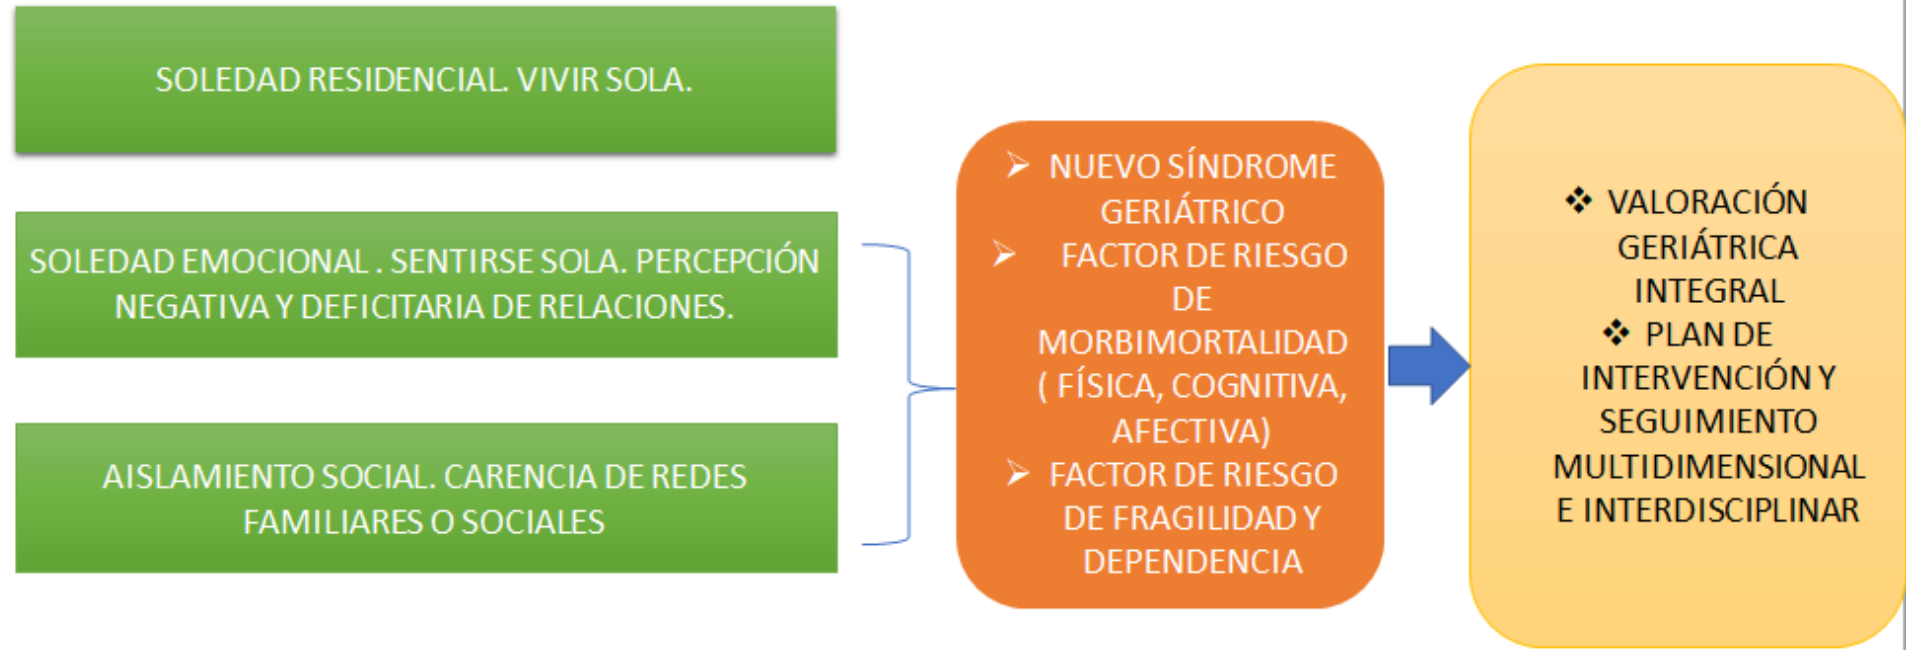 SOLEDAD RESIDENCIAL. VIVIR SOLA.
SOLEDAD EMOCIONAL . SENTIRSE SOLA. PERCEPCIÓN
NEGATIVA Y DEFICITARIA DE RELACIONES.
AISLAMIENTO SOCIAL. CARENCIA DE REDES
FAMILIARES O SOCIALES
➢ NUEVO SÍNDROME
GERIÁTRICO
➢ FACTOR DE RIESGO
DE
MORBIMORTALIDAD
( FÍSICA, COGNITIVA,
AFECTIVA)
➢ FACTOR DE RIESGO
DE FRAGILIDAD Y
DEPENDENCIA
❖ VALORACIÓN
GERIÁTRICA
INTEGRAL
❖ PLAN DE
INTERVENCIÓN Y
SEGUIMIENTO
MULTIDIMENSIONAL
E INTERDISCIPLINAR